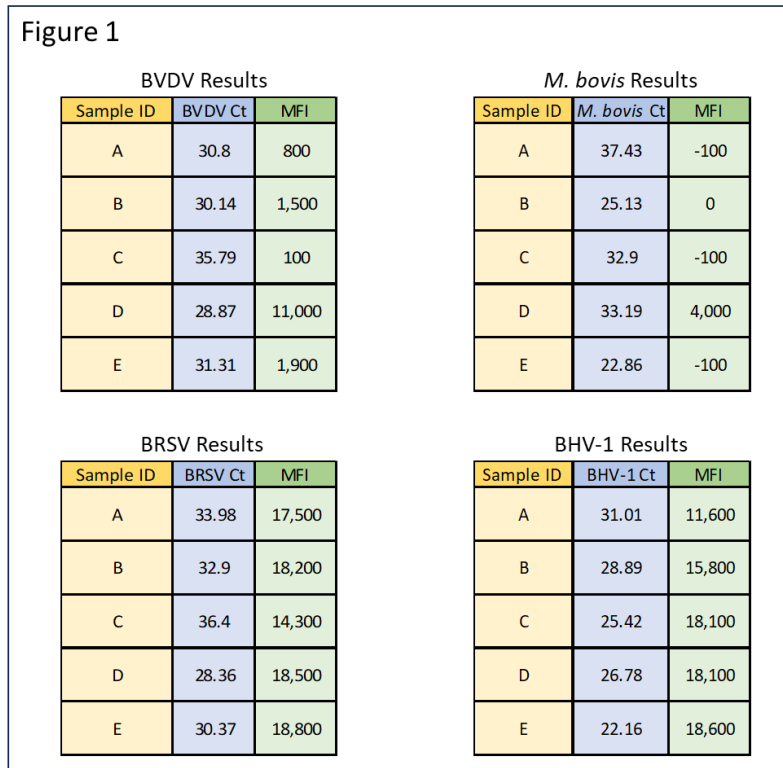 Figure 1
BVDV Results
Sample ID BVDV Ct MFI
A 30.8 800
B 30.14 1,500
C 35.79 100
D 28.87 11,000
E 31.31 1,900
M. bovis Results
Sample ID M. bovis Ct MFI
A 37.43 -100
B 25.13 0
C 32.9 -100
D 33.19 4,000
E 22.86 -100
BRSV Results
Sample ID BRSV Ct MFI
A 33.98 17,500
B 32.9 18,200
C 36.4 14,300
D 28.36 18,500
E 30.37 18,800
BHV-1 Results
Sample ID BHV-1 Ct MFI
A 31.01 11,600
B 28.89 15,800
C 25.42 18,100
D 26.78 18,100
E 22.16 18,600